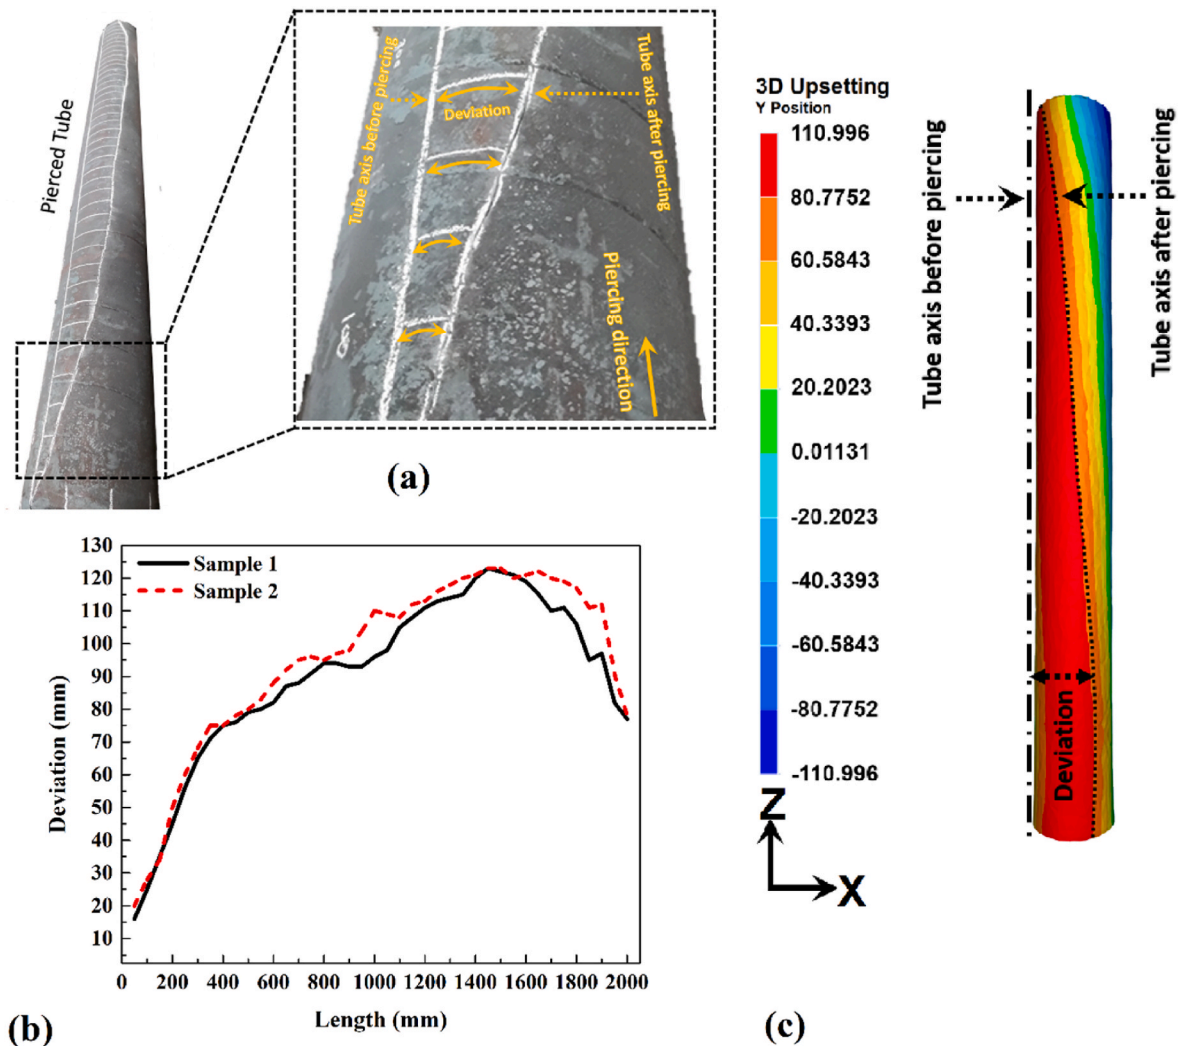 Pierced Tube
Tube axis before piercing
Deviation
Tube axis after piercing
Piercing direction
(a)
130
120
110
100
90
80
70
60
50
40
30
20
10
Deviation (mm)
Sample 1
Sample 2
0 200 400 600 800 1000 1200 1400 1600 1800 2000
Length (mm)
(b)
3D Upsetting
Y Position
110.996
80.7752
60.5843
40.3393
20.2023
0.01131
-20.2023
-40.3393
-60.5843
-80.7752
-110.996
Z
X
Tube axis before piercing
Tube axis after piercing
Deviation
(c)